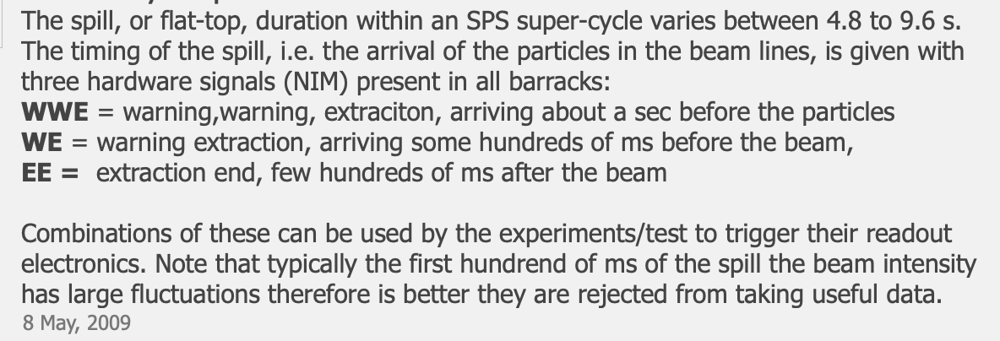 The spill, or flat-top, duration within an SPS super-cycle varies between 4.8 to 9.6 s.
The timing of the spill, i.e. the arrival of the particles in the beam lines, is given with
three hardware signals (NIM) present in all barracks:
WWE = warning,warning, extraciton, arriving about a sec before the particles
WE = warning extraction, arriving some hundreds of ms before the beam,
EE = extraction end, few hundreds of ms after the beam
Combinations of these can be used by the experiments/test to trigger their readout
electronics. Note that typically the first hundrend of ms of the spill the beam intensity
has large fluctuations therefore is better they are rejected from taking useful data.
8 May, 2009